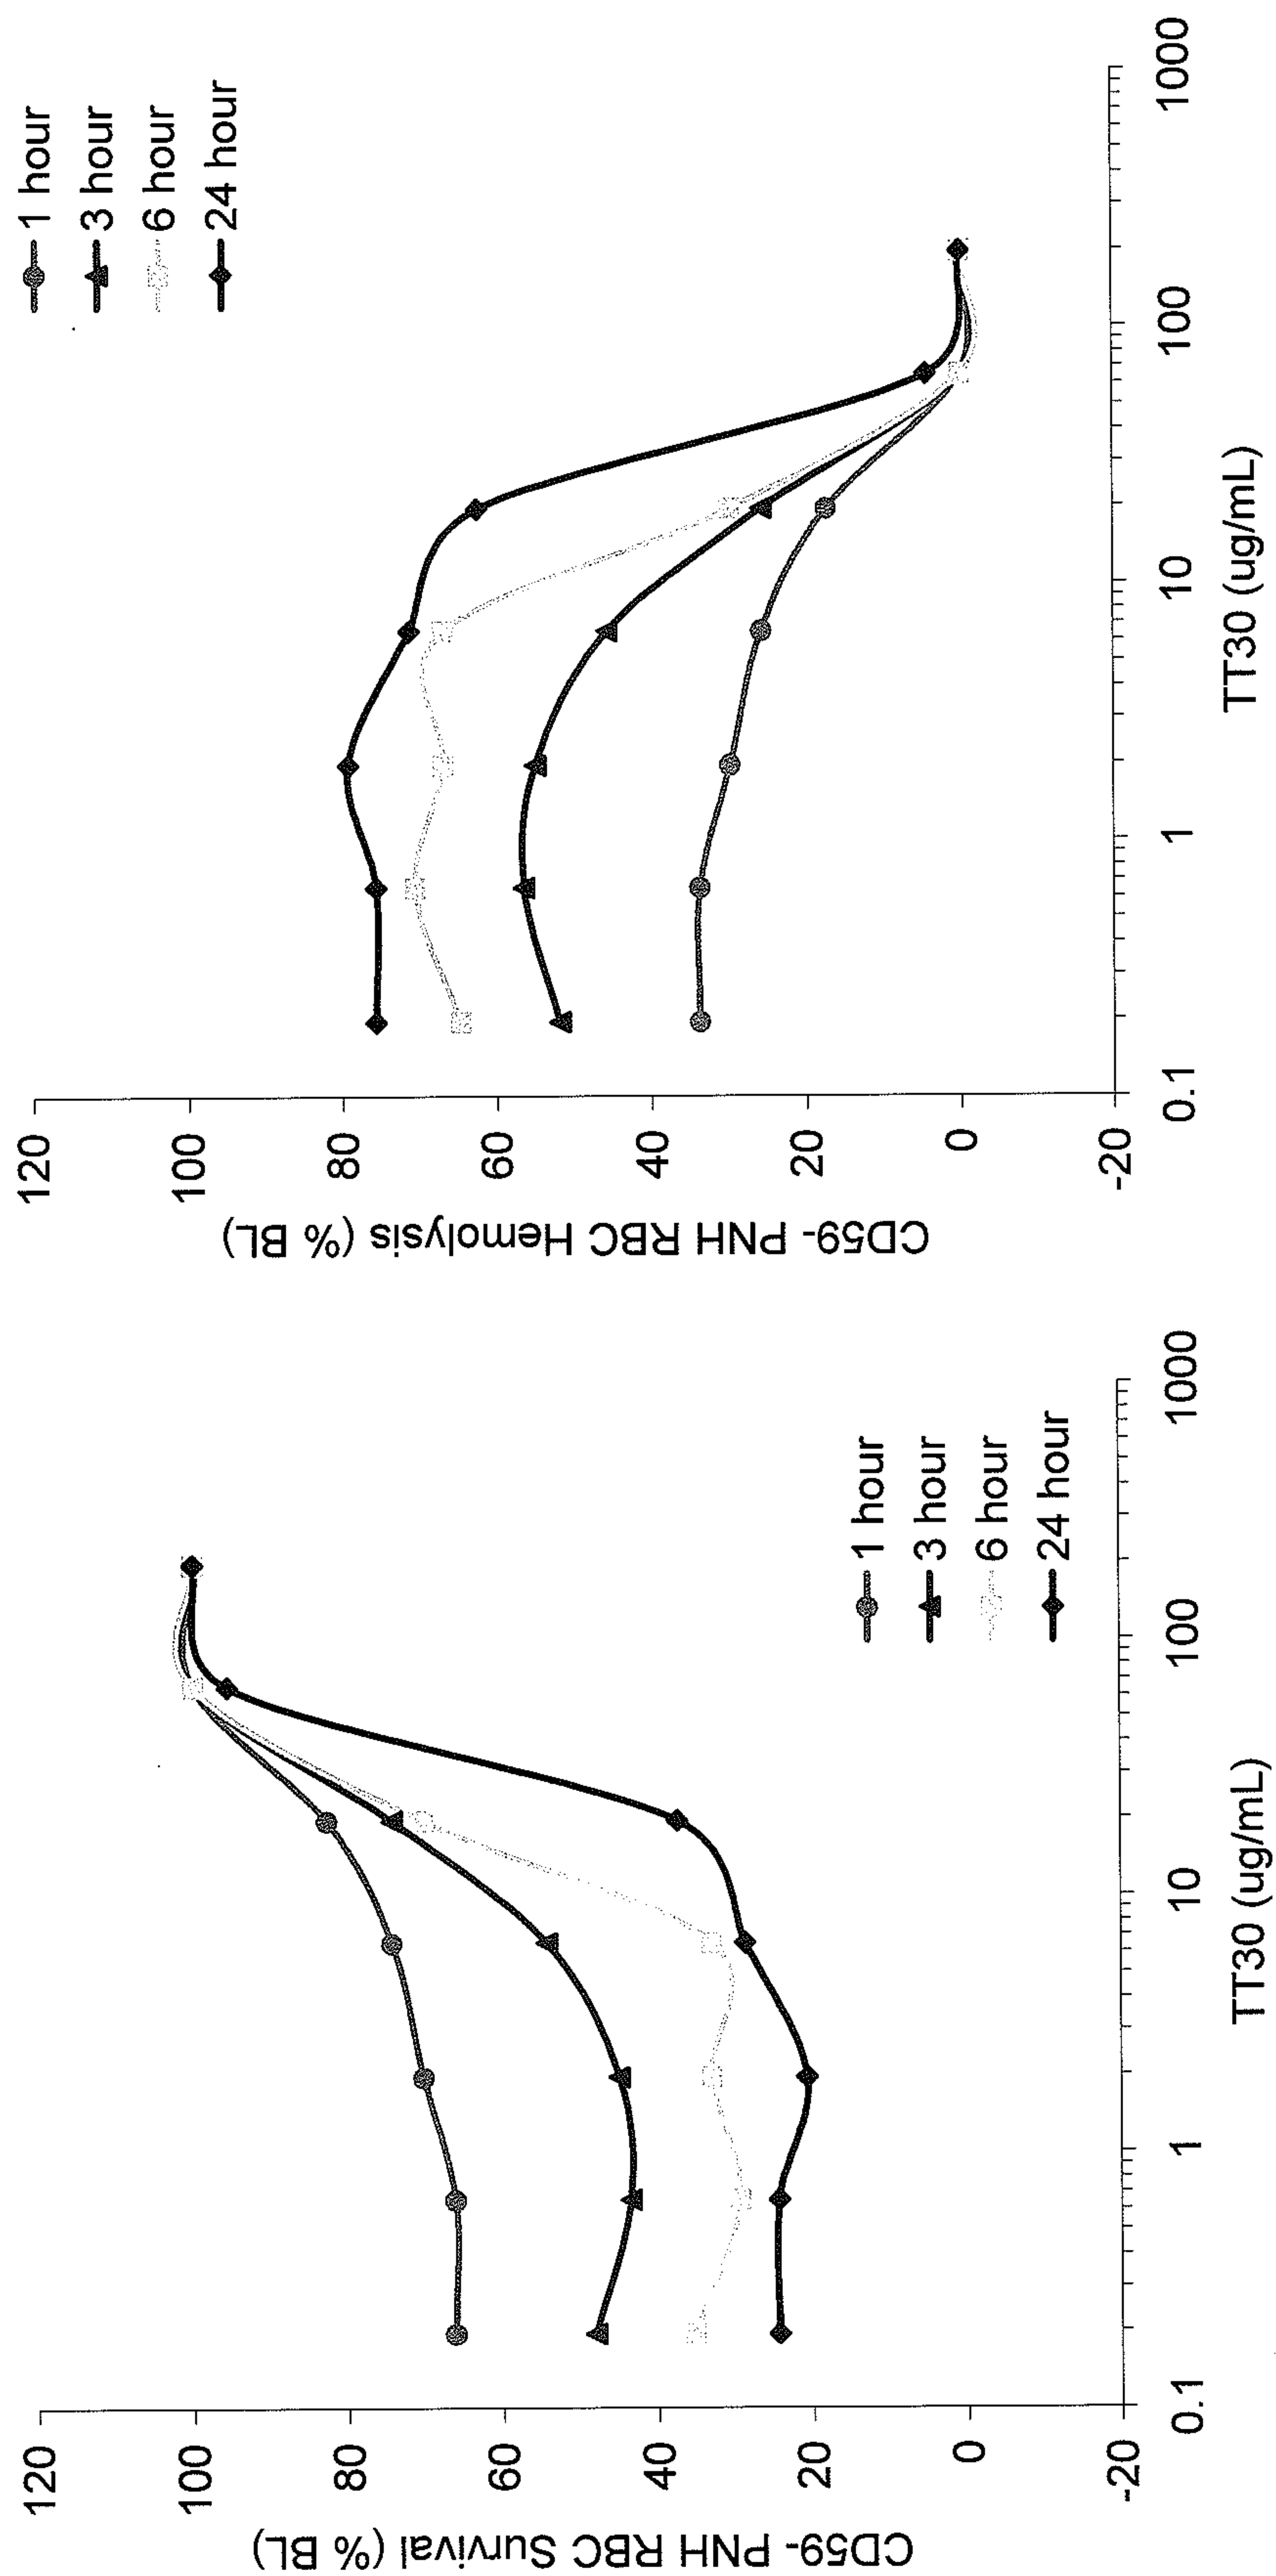 CD59- PNH RBC Survival (% BL)
120
100
80
60
40
20
0
-20
0.1
1
10
100
1000
TT30 (ug/mL)
1 hour
3 hour
6 hour
24 hour
CD59- PNH RBC Hemolysis (% BL)
120
100
80
60
40
20
0
-20
0.1
1
10
100
1000
TT30 (ug/mL)
1 hour
3 hour
6 hour
24 hour